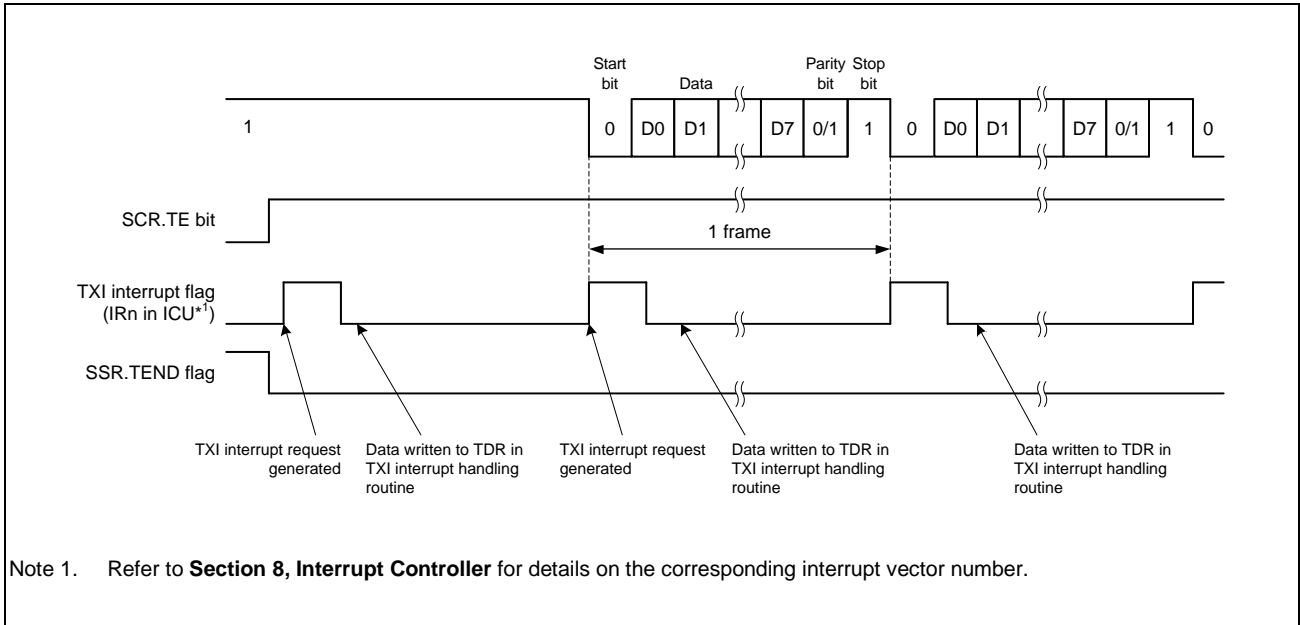 Start bit
Data
Parity bit
Stop bit
1
0 D0 D1 D7 0/1 1 0 D0 D1 D7 0/1 1 0
SCR.TE bit
1 frame
TXI interrupt flag
(IRn in ICU*1)
SSR.TEND flag
TXI interrupt request
generated
Data written to TDR in
TXI interrupt handling
routine
TXI interrupt request
generated
Data written to TDR in
TXI interrupt handling
routine
Data written to TDR in
TXI interrupt handling
routine
Note 1. Refer to Section 8, Interrupt Controller for details on the corresponding interrupt vector number.